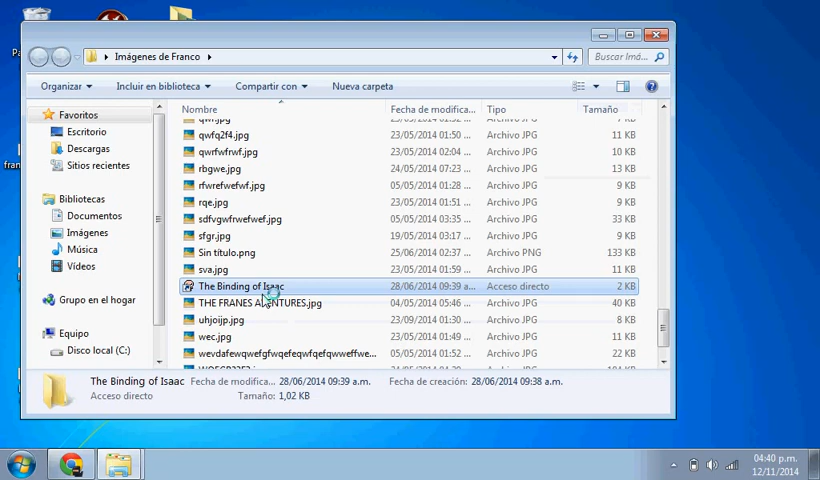 Pa
Imágenes de Franco
Buscar Imá...
Organizar
Incluir en biblioteca
Compartir con
Nueva carpeta
Nombre Fecha de modifica... Tipo Tamaño
Favoritos
Escritorio
Descargas
Sitios recientes
Bibliotecas
Documentos
Imágenes
Música
Vídeos
Grupo en el hogar
Equipo
Disco local (C:)
fran
qwfq2f4.jpg 23/05/2014 01:50 ... Archivo JPG 11 KB
qwrfwfrwf.jpg 23/05/2014 02:04 ... Archivo JPG 10 KB
rbgwe.jpg 24/05/2014 07:23 ... Archivo JPG 13 KB
rfwrefwefwf.jpg 05/05/2014 01:28 ... Archivo JPG 9 KB
rqe.jpg 23/05/2014 01:51 ... Archivo JPG 9 KB
sdfvgwfrwefwef.jpg 05/05/2014 03:35 ... Archivo JPG 33 KB
sfgr.jpg 19/05/2014 03:17 ... Archivo JPG 9 KB
Sin título.png 25/06/2014 02:37 ... Archivo PNG 133 KB
sva.jpg 23/05/2014 01:59 ... Archivo JPG 11 KB
The Binding of Isaac 28/06/2014 09:39 a... Acceso directo 2 KB
THE FRANES AVENTURES.jpg 04/05/2014 05:46 ... Archivo JPG 40 KB
uhjoijp.jpg 23/09/2014 01:30 ... Archivo JPG 8 KB
wec.jpg 23/05/2014 01:49 ... Archivo JPG 11 KB
wevdafewqwefgfwqefeqwfqefqwweffwe... 05/05/2014 01:52 ... Archivo JPG 22 KB
The Binding of Isaac Fecha de modifica... 28/06/2014 09:39 a.m. Fecha de creación: 28/06/2014 09:38 a.m.
Acceso directo Tamaño: 1,02 KB
04:40 p.m.
12/11/2014